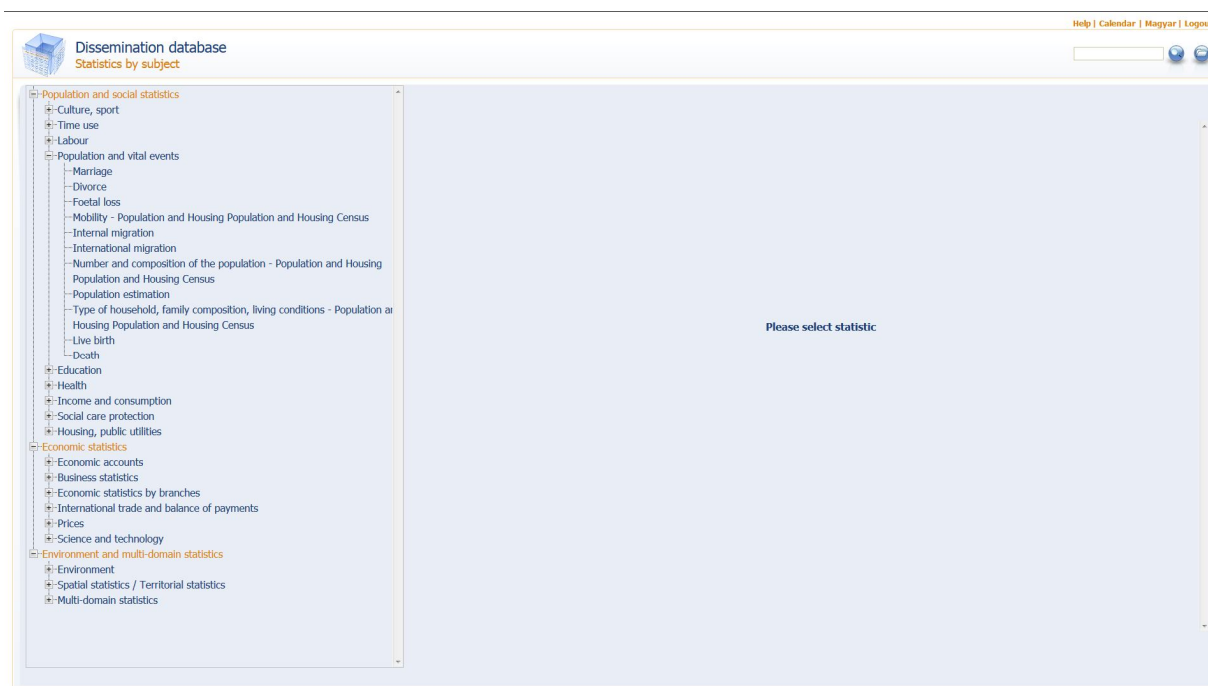 Help | Calendar | Magyar | Logou
Dissemination database
Statistics by subject
Population and social statistics
Culture, sport
Time use
Labour
Population and vital events
Marriage
Divorce
Foetal loss
Mobility - Population and Housing Population and Housing Census
Internal migration
International migration
Number and composition of the population - Population and Housing
Population and Housing Census
Population estimation
Type of household, family composition, living conditions - Population an
Housing Population and Housing Census
Live birth
Death
Education
Health
Income and consumption
Social care protection
Housing, public utilities
Economic statistics
Economic accounts
Business statistics
Economic statistics by branches
International trade and balance of payments
Prices
Science and technology
Environment and multi-domain statistics
Environment
Spatial statistics / Territorial statistics
Multi-domain statistics
Please select statistic